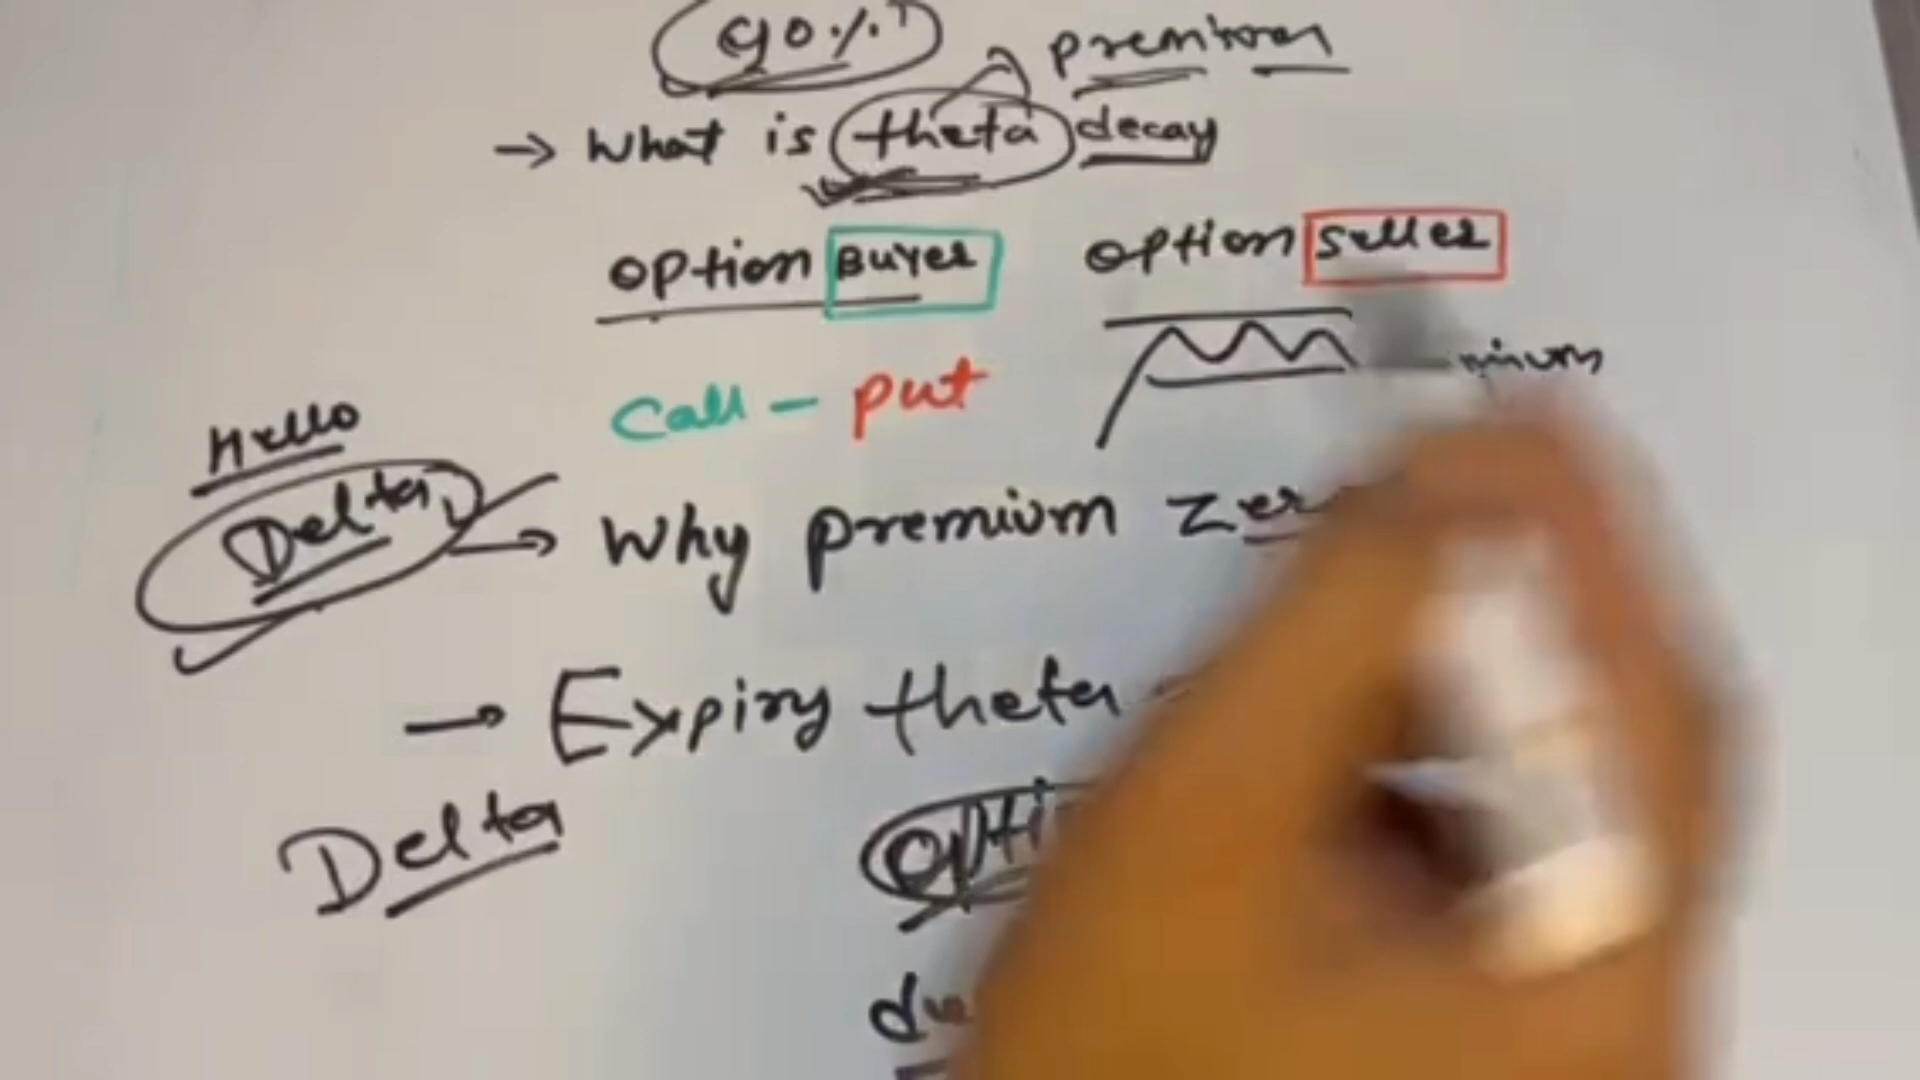 90%
premium
→ What is theta decay
option Buyer option Seller
Call - put
Hello
Delta
→ Why premium
→ Expiry theta
Delta